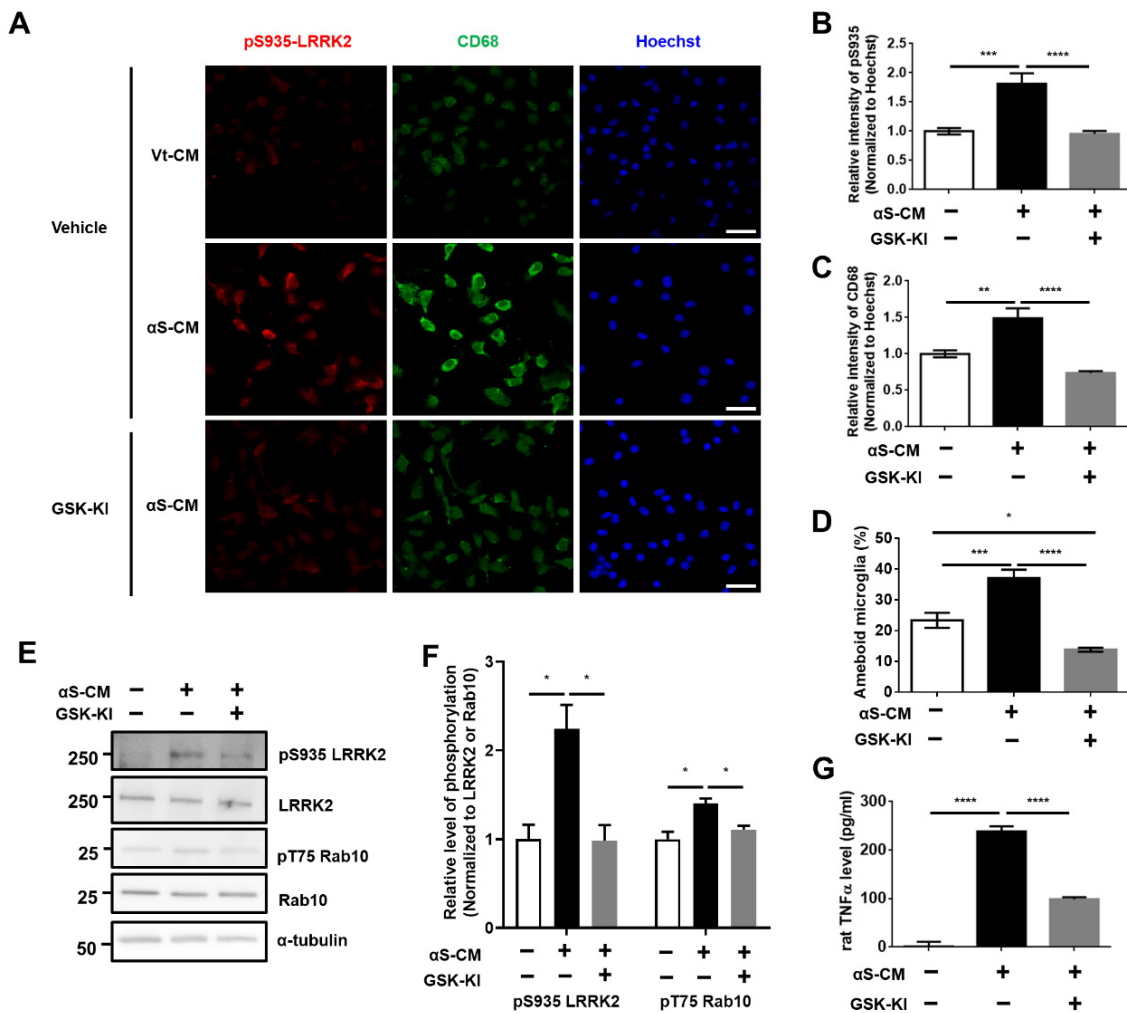 A
pS935-LRRK2 CD68 Hoechst
Vehicle
Vt-CM
αS-CM
GSK-KI
αS-CM
B
Relative intensity of pS935
(Normalized to Hoechst)
2.5
2.0
1.5
1.0
0.5
0.0
*** ****
αS-CM − + +
GSK-KI − − +
C
Relative intensity of CD68
(Normalized to Hoechst)
2.0
1.5
1.0
0.5
0.0
** ****
αS-CM − + +
GSK-KI − − +
D
Ameboid microglia (%)
50
40
30
20
10
0
*
*** ****
αS-CM − + +
GSK-KI − − +
E
αS-CM − + +
GSK-KI − − +
250 pS935 LRRK2
250 LRRK2
25 pT75 Rab10
25 Rab10
50 α-tubulin
F
Relative level of phosphorylation
(Normalized to LRRK2 or Rab10)
3
2
1
0
* * * *
αS-CM − + + − + +
GSK-KI − − + − − +
pS935 LRRK2 pT75 Rab10
G
rat TNFα level (pg/ml)
300
200
100
0
**** ****
αS-CM − + +
GSK-KI − − +